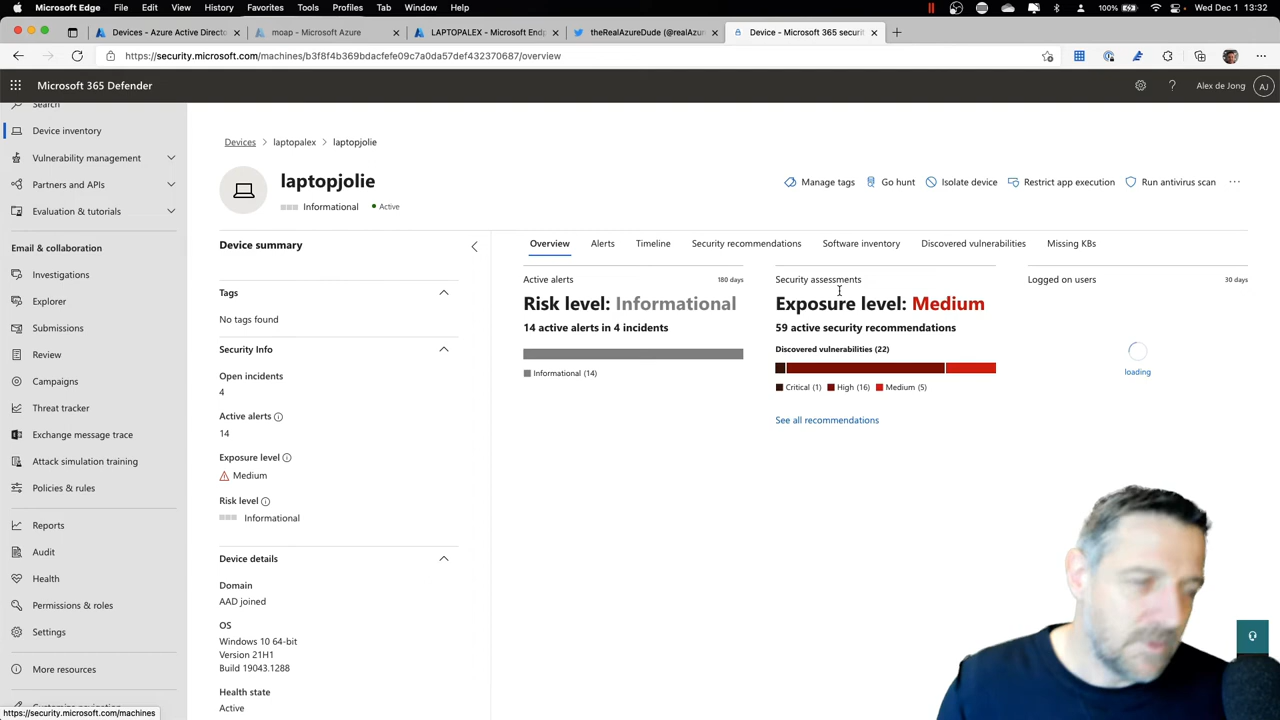 Microsoft Edge File Edit View History Favorites Tools Profiles Tab Window Help 100% Wed Dec 1 13:32
Devices - Azure Active Directo
moap - Microsoft Azure
LAPTOPALEX - Microsoft Endp
theRealAzureDude (@realAzur
Device - Microsoft 365 securit
https://security.microsoft.com/machines/b3f8f4b369bdacfefe09c7a0da57def432370687/overview
Microsoft 365 Defender
Alex de Jong AJ
Search
Device inventory
Vulnerability management
Partners and APIs
Evaluation & tutorials
Email & collaboration
Investigations
Explorer
Submissions
Review
Campaigns
Threat tracker
Exchange message trace
Attack simulation training
Policies & rules
Reports
Audit
Health
Permissions & roles
Settings
More resources
Customize navigation
https://security.microsoft.com/machines
Devices > laptopalex > laptopjolie
laptopjolie
Informational Active
Manage tags Go hunt Isolate device Restrict app execution Run antivirus scan ...
Device summary
Tags
No tags found
Security Info
Open incidents
4
Active alerts
14
Exposure level
Medium
Risk level
Informational
Device details
Domain
AAD joined
OS
Windows 10 64-bit
Version 21H1
Build 19043.1288
Health state
Active
Overview Alerts Timeline Security recommendations Software inventory Discovered vulnerabilities Missing KBs
Active alerts 180 days
Risk level: Informational
14 active alerts in 4 incidents
Informational (14)
Security assessments
Exposure level: Medium
59 active security recommendations
Discovered vulnerabilities (22)
Critical (1) High (16) Medium (5)
See all recommendations
Logged on users 30 days
loading